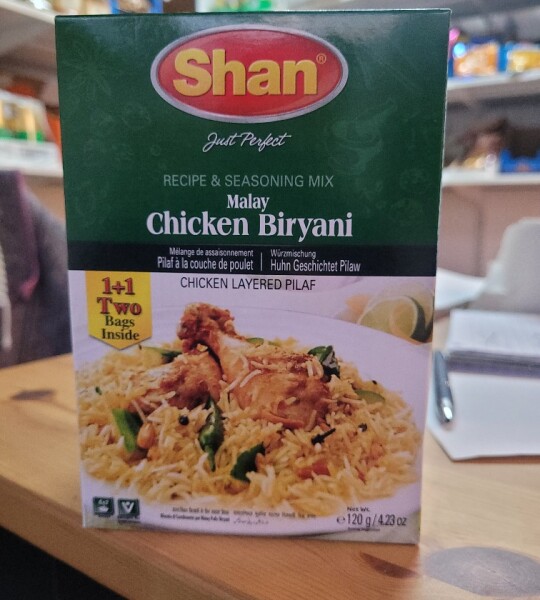 Shan®
Just Perfect
RECIPE & SEASONING MIX
Malay
Chicken Biryani
Mélange de assaisonnement
Pilaf à la couche de poulet
Würzmischung
Huhn Geschichtet Pilaw
CHICKEN LAYERED PILAF
1+1
Two
Bags
Inside
Net Wt.
℮120 g/4.23 oz